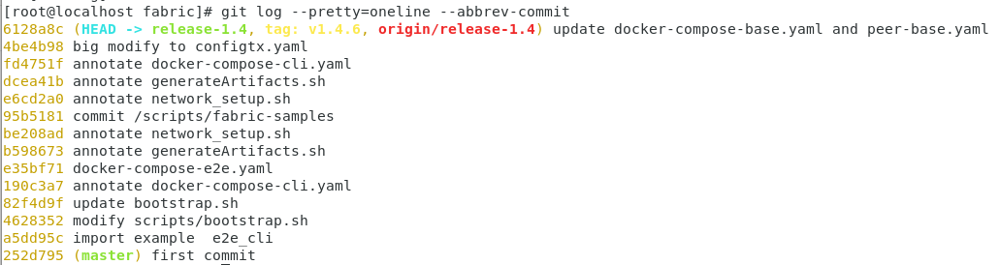 [root@localhost fabric]# git log --pretty=oneline --abbrev-commit
6128a8c (HEAD -> release-1.4, tag: v1.4.6, origin/release-1.4) update docker-compose-base.yaml and peer-base.yaml
4be4b98 big modify to configtx.yaml
fd4751f annotate docker-compose-cli.yaml
dcea41b annotate generateArtifacts.sh
e6cd2a0 annotate network_setup.sh
95b5181 commit /scripts/fabric-samples
be208ad annotate network_setup.sh
b598673 annotate generateArtifacts.sh
e35bf71 docker-compose-e2e.yaml
190c3a7 annotate docker-compose-cli.yaml
82f4d9f update bootstrap.sh
4628352 modify scripts/bootstrap.sh
a5dd95c import example  e2e_cli
252d795 (master) first commit